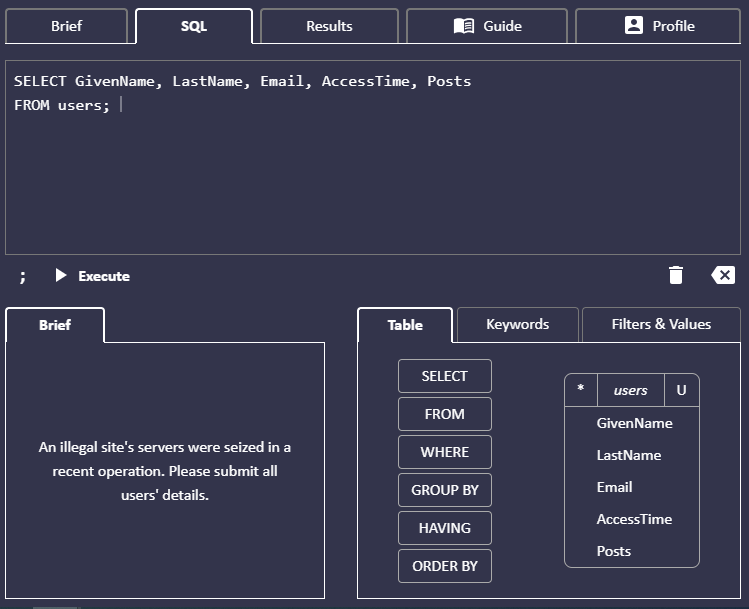 Brief SQL Results Guide Profile
SELECT GivenName, LastName, Email, AccessTime, Posts
FROM users;
; Execute
Brief
An illegal site's servers were seized in a
recent operation. Please submit all
users' details.
Table Keywords Filters & Values
SELECT
FROM
WHERE
GROUP BY
HAVING
ORDER BY
* users U
GivenName
LastName
Email
AccessTime
Posts